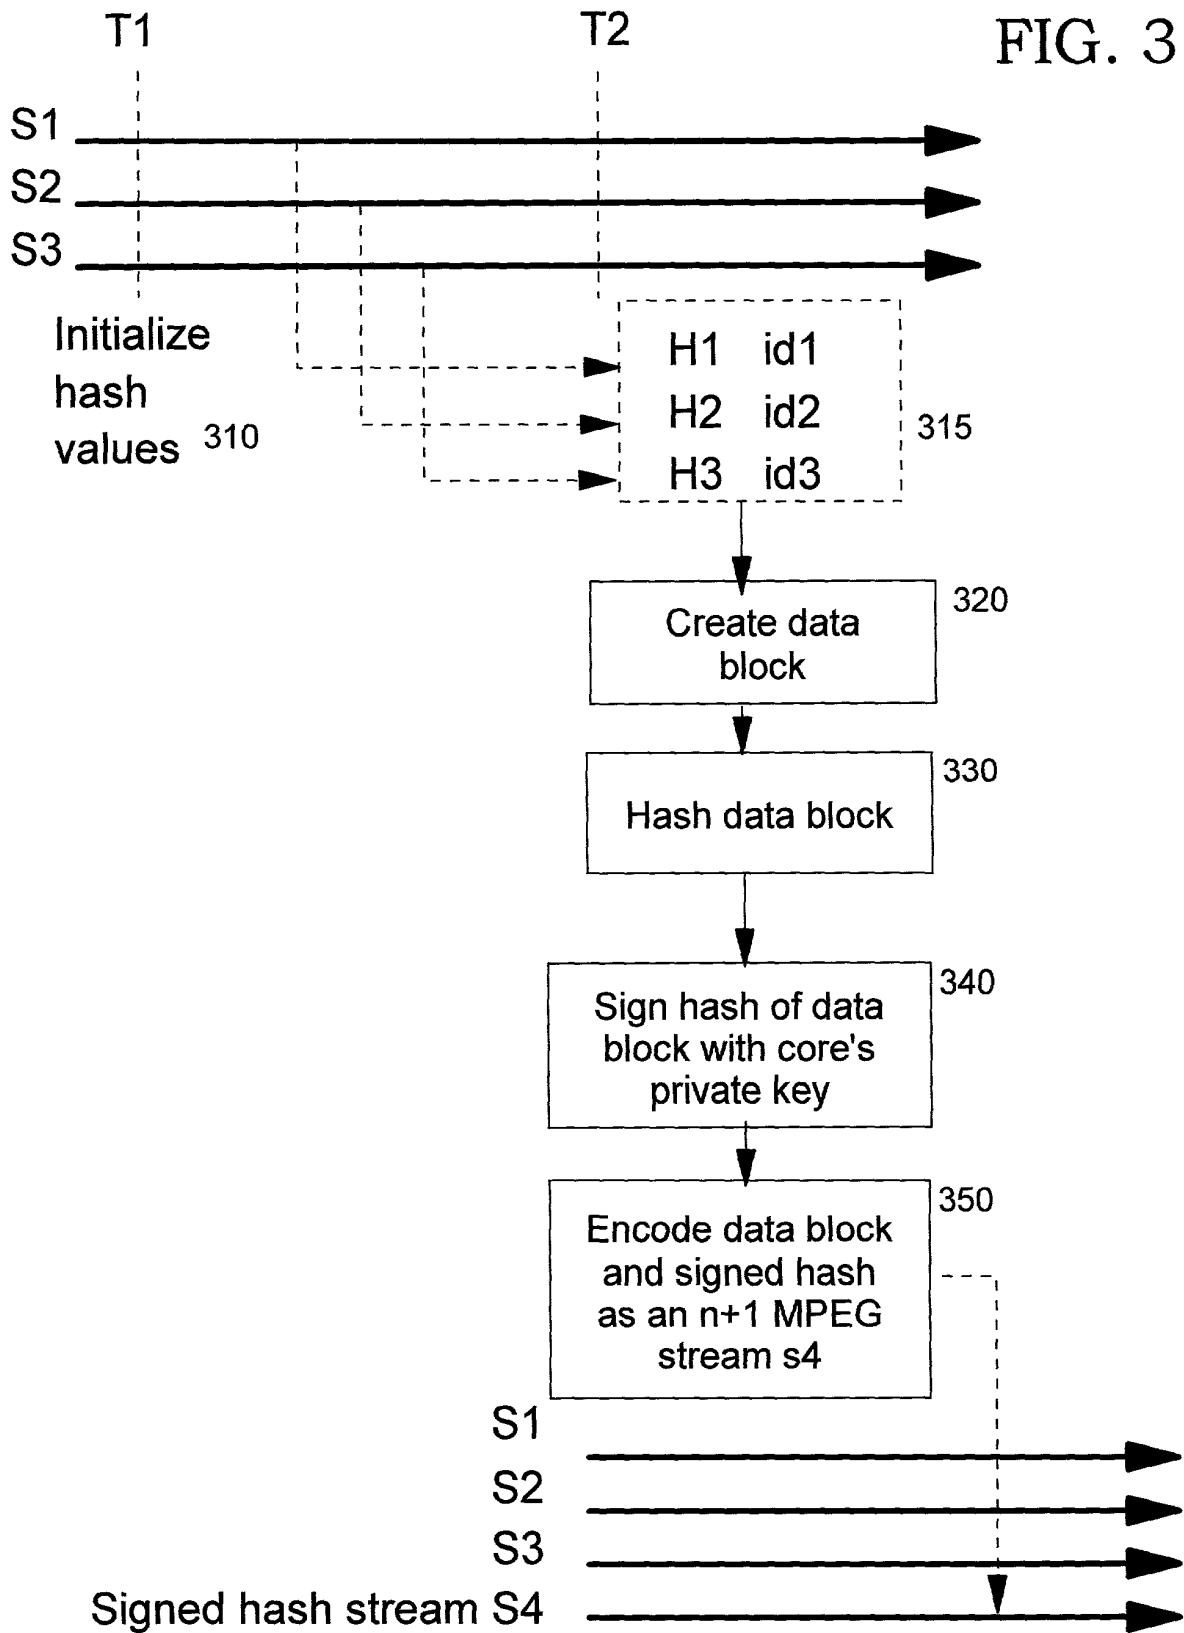 T1
T2
FIG. 3
S1
S2
S3
Initialize
hash
values 310
H1 id1
H2 id2
H3 id3
315
Create data
block
320
Hash data block
330
Sign hash of data
block with core's
private key
340
Encode data block
and signed hash
as an n+1 MPEG
stream s4
350
S1
S2
S3
Signed hash stream S4